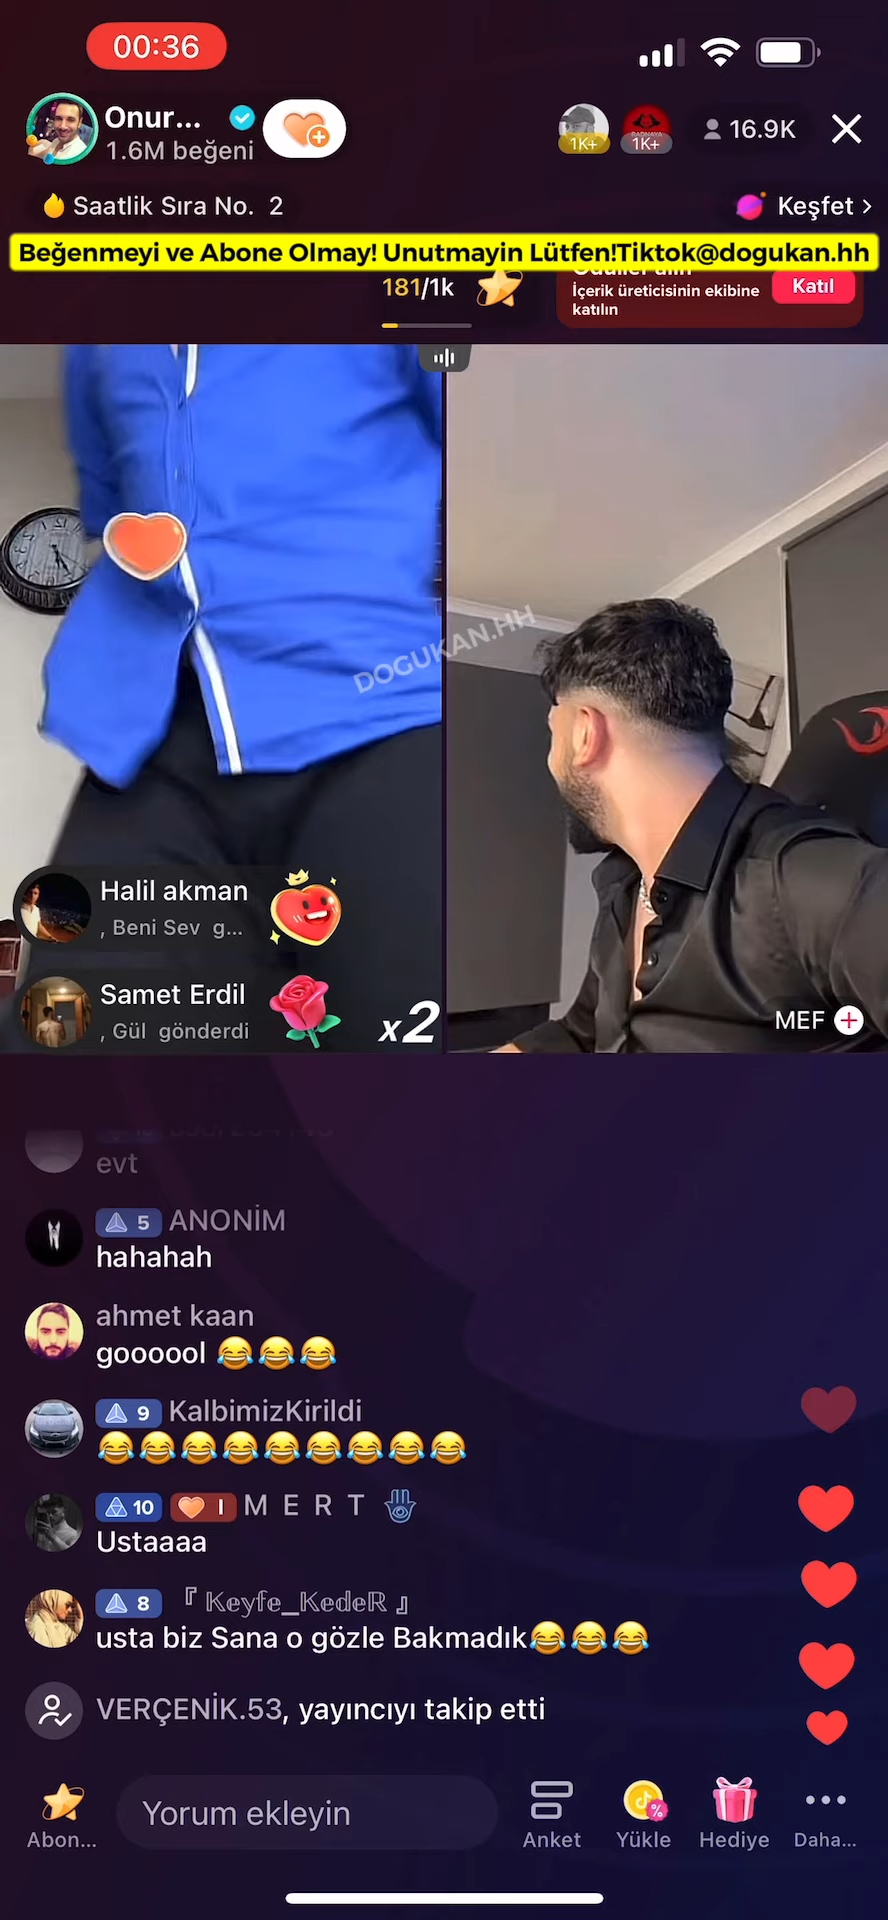 00:36
Onur...
1.6M beğeni
1K+
1K+
16.9K
Saatlik Sıra No. 2
Keşfet
Beğenmeyi ve Abone Olmay! Unutmayin Lütfen!Tiktok@dogukan.hh
181/1k
İçerik üreticisinin ekibine
katılın
Katıl
DOGUKAN.HH
Halil akman
, Beni Sev g...
Samet Erdil
, Gül gönderdi
x2
MEF
evt
5 ANONİM
hahahah
ahmet kaan
goooool 😂😂😂
9 KalbimizKirildi
😂😂😂😂😂😂😂😂😂
10 I M E R T 🪬
Ustaaaa
8 『 𝕂𝕖𝕪𝕗𝕖_𝕂𝕖𝕕𝕖ℝ 』
usta biz Sana o gözle Bakmadık😂😂😂
VERÇENİK.53, yayıncıyı takip etti
Abon...
Yorum ekleyin
Anket
Yükle
Hediye
Daha...